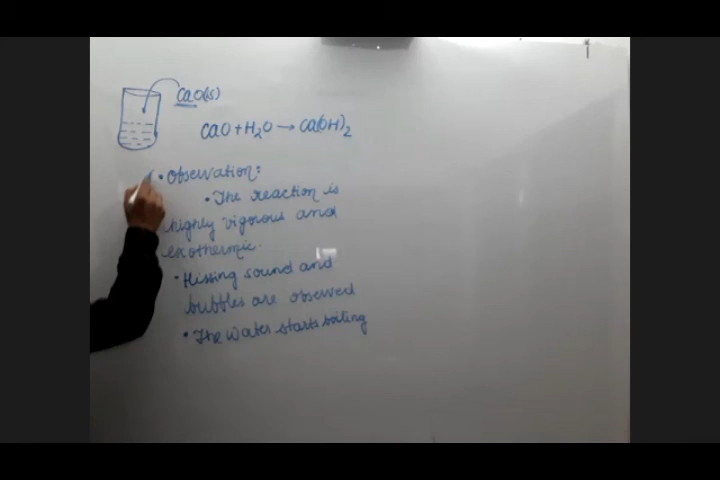 CaO(s)
CaO + H2O → Ca(OH)2
• Observation:
• The reaction is
highly vigorous and
exothermic.
• Hissing sound and
bubbles are observed
• The Water starts boiling